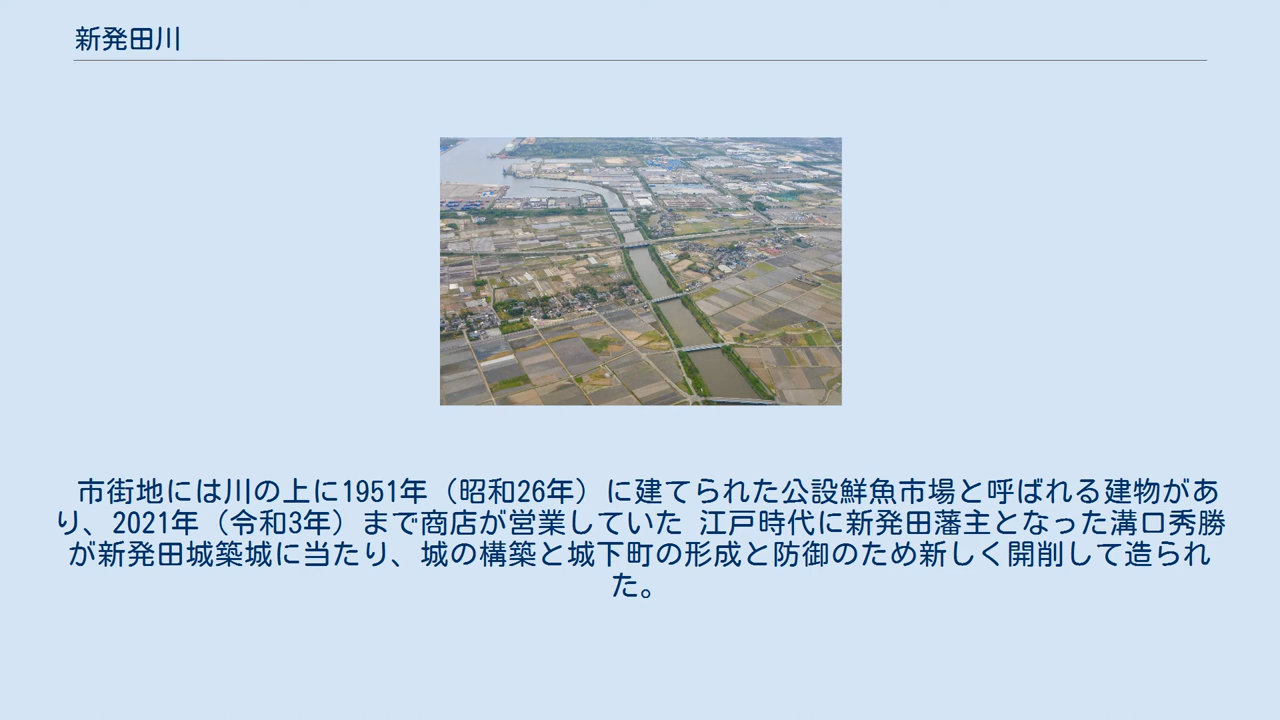 新発田川
市街地には川の上に1951年（昭和26年）に建てられた公設鮮魚市場と呼ばれる建物があ
り、2021年（令和3年）まで商店が営業していた 江戸時代に新発田藩主となった溝口秀勝
が新発田城築城に当たり、城の構築と城下町の形成と防御のため新しく開削して造られ
た。